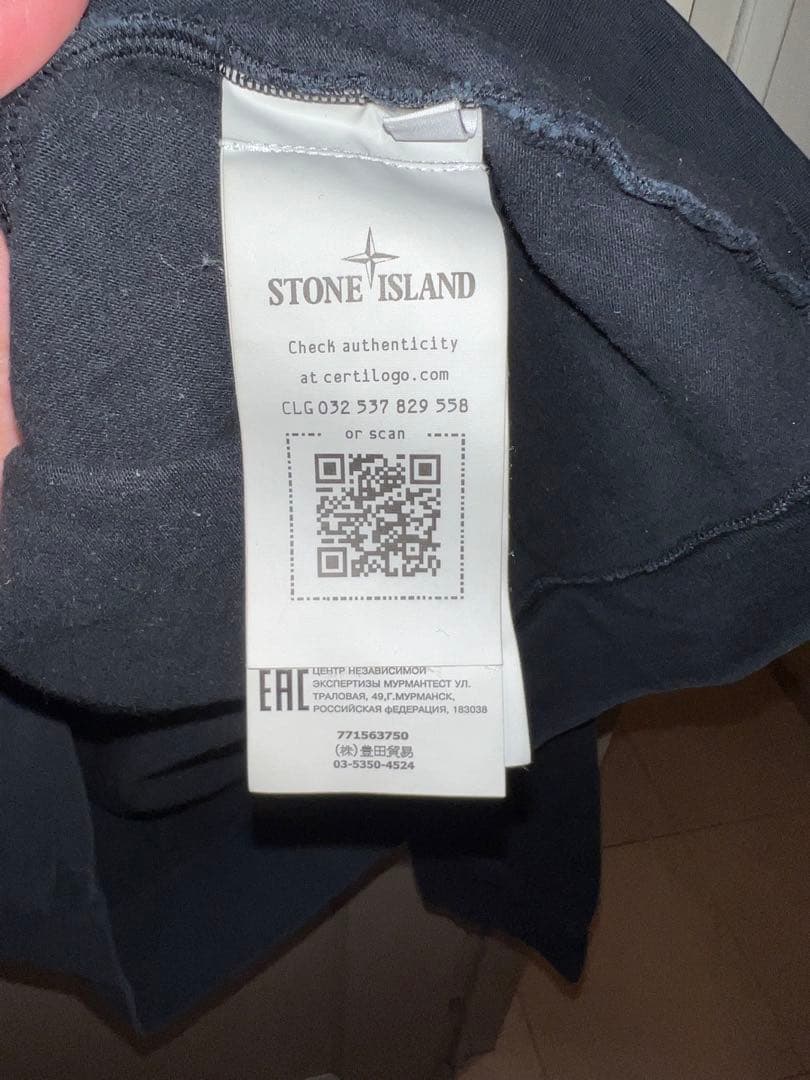 STONE ISLAND
Check authenticity
at certilogo.com
CLG 032 537 829 558
or scan
EAC
ЦЕНТР НЕЗАВИСИМОЙ
ЭКСПЕРТИЗЫ МУРМАНТЕСТ УЛ.
ТРАЛОВАЯ, 49,Г.МУРМАНСК,
РОССИЙСКАЯ фЕДЕРАЦИЯ, 183038
771563750
(株)豊田貿易
03-5350-4524